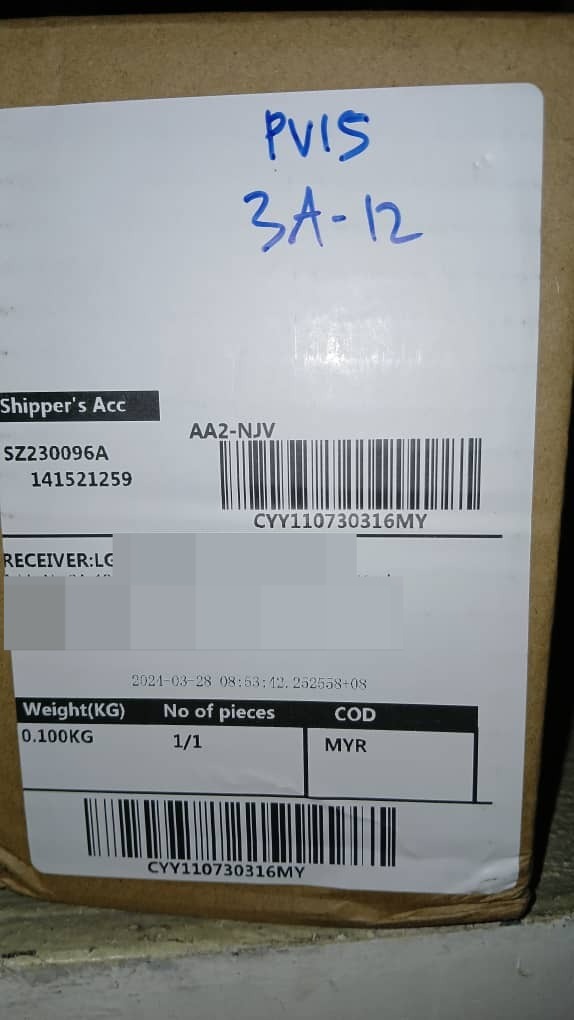 PV15
3A-12
Shipper's Acc
AA2-NJV
SZ230096A
141521259
CYY110730316MY
RECEIVER:LG
2024-03-28 08:53:42.252558+08
Weight(KG) No of pieces COD
0.100KG 1/1 MYR
CYY110730316MY